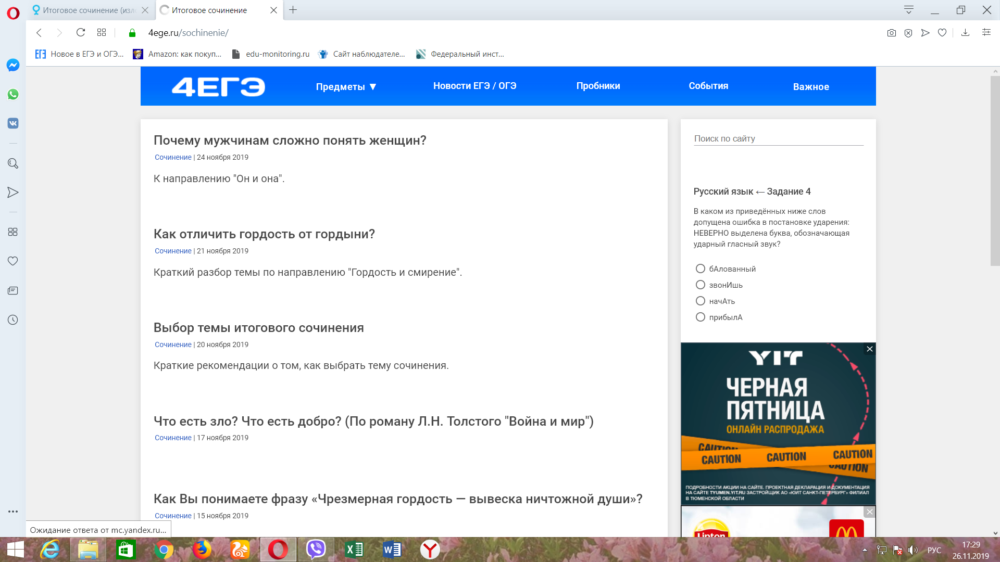 Итоговое сочинение (изло
Итоговое сочинение
4ege.ru/sochinenie/
Новое в ЕГЭ и ОГЭ...
Amazon: как покуп...
edu-monitoring.ru
Сайт наблюдателе...
Федеральный инст...
4ЕГЭ
Предметы ▼
Новости ЕГЭ / ОГЭ
Пробники
События
Важное
Почему мужчинам сложно понять женщин?
Сочинение | 24 ноября 2019
К направлению "Он и она".
Как отличить гордость от гордыни?
Сочинение | 21 ноября 2019
Краткий разбор темы по направлению "Гордость и смирение".
Выбор темы итогового сочинения
Сочинение | 20 ноября 2019
Краткие рекомендации о том, как выбрать тему сочинения.
Что есть зло? Что есть добро? (По роману Л.Н. Толстого "Война и мир")
Сочинение | 17 ноября 2019
Как Вы понимаете фразу «Чрезмерная гордость — вывеска ничтожной души»?
Сочинение | 15 ноября 2019
Поиск по сайту
Русский язык ← Задание 4
В каком из приведённых ниже слов
допущена ошибка в постановке ударения:
НЕВЕРНО выделена буква, обозначающая
ударный гласный звук?
бАлованный
звонИшь
начАть
прибылА
YIT
ЧЕРНАЯ
ПЯТНИЦА
ОНЛАЙН РАСПРОДАЖА
CAUTION
CAUTION CAUTION CAUTION
CAUTION
ПОДРОБНОСТИ АКЦИИ НА САЙТЕ. ПРОЕКТНАЯ ДЕКЛАРАЦИЯ И ДОКУМЕНТАЦИЯ
НА САЙТЕ TYUMEN.YIT.RU ЗАСТРОЙЩИК АО «ЮИТ САНКТ-ПЕТЕРБУРГ» ФИЛИАЛ
В ТЮМЕНСКОЙ ОБЛАСТИ
Lipton
Ожидание ответа от mc.yandex.ru...
РУС
17:29
26.11.2019